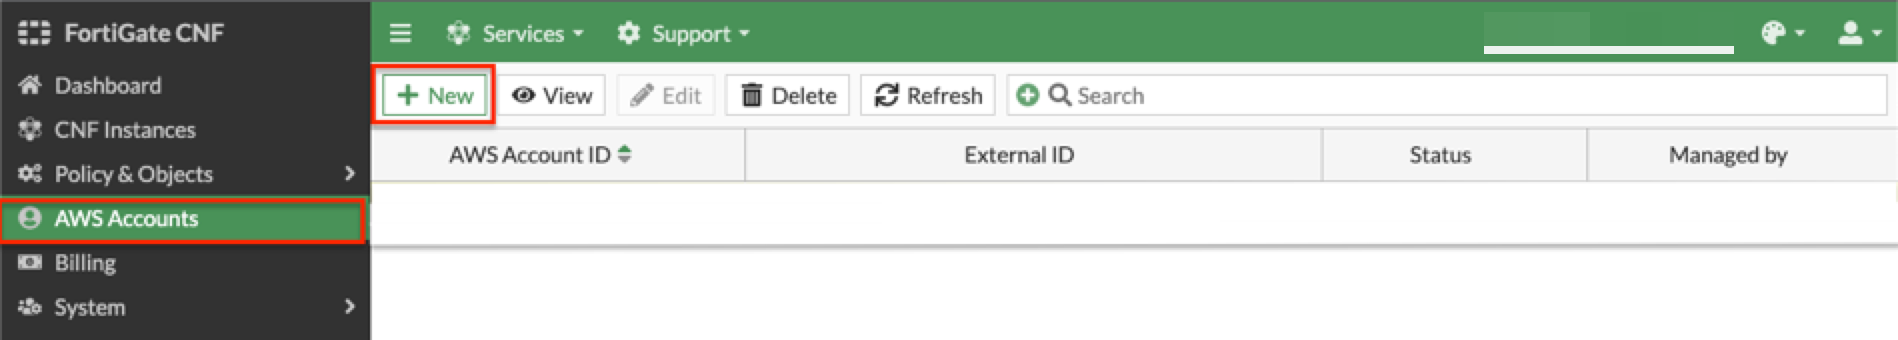 FortiGate CNF
Services
Support
Dashboard
CNF Instances
Policy & Objects
AWS Accounts
Billing
System
New
View
Edit
Delete
Refresh
Search
AWS Account ID
External ID
Status
Managed by